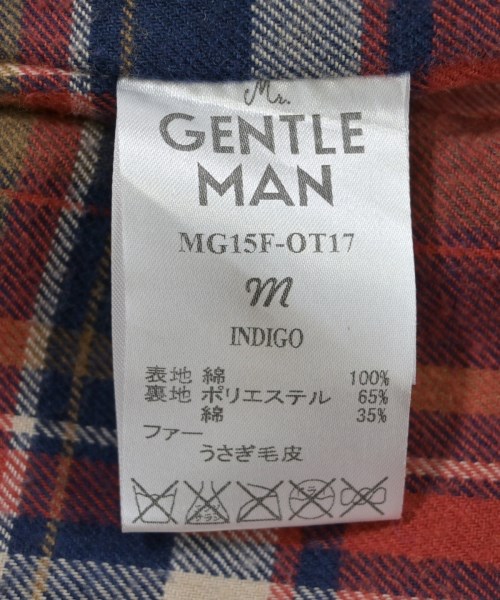 Mr.
GENTLE
MAN
MG15F-OT17
m
INDIGO
表地 綿 100%
裏地 ポリエステル 65%
綿 35%
ファー
うさぎ毛皮